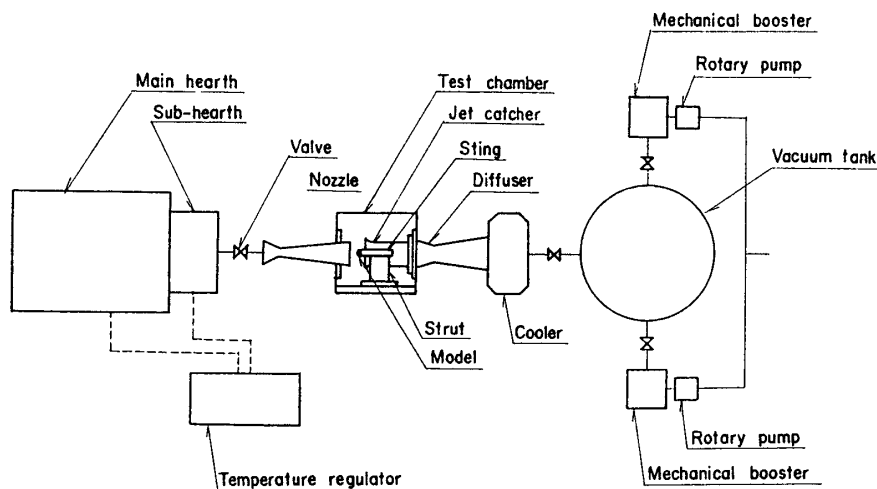 Mechanical booster
Rotary pump
Main hearth
Test chamber
Sub-hearth
Jet catcher
Valve
Sting
Vacuum tank
Nozzle
Diffuser
Strut
Cooler
Model
Rotary pump
Temperature regulator
Mechanical booster